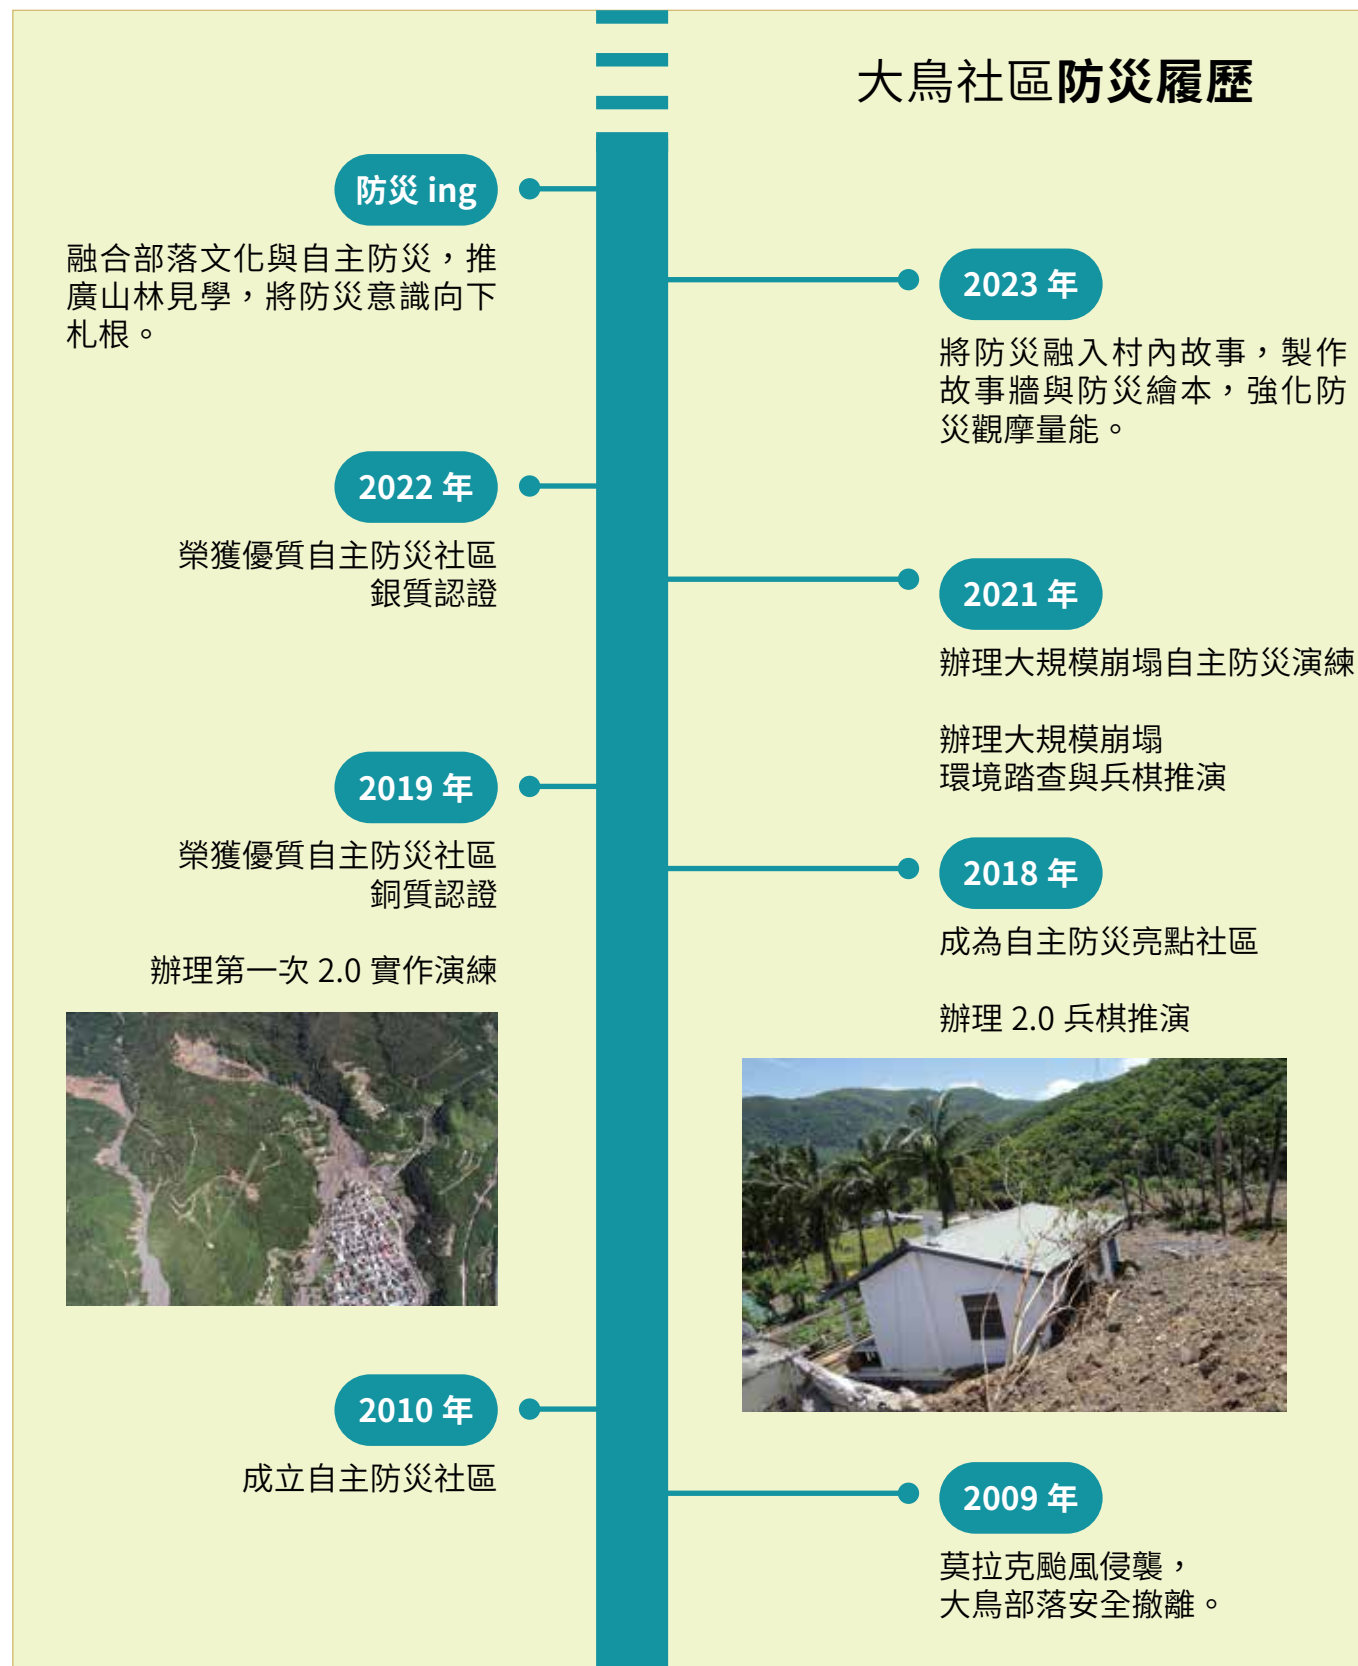 大鳥社區防災履歷
防災 ing
融合部落文化與自主防災，推
廣山林見學，將防災意識向下
札根。
2023 年
將防災融入村內故事，製作
故事牆與防災繪本，強化防
災觀摩量能。
2022 年
榮獲優質自主防災社區
銀質認證
2021 年
辦理大規模崩塌自主防災演練
辦理大規模崩塌
環境踏查與兵棋推演
2019 年
榮獲優質自主防災社區
銅質認證
辦理第一次 2.0 實作演練
2018 年
成為自主防災亮點社區
辦理 2.0 兵棋推演
2010 年
成立自主防災社區
2009 年
莫拉克颱風侵襲，
大鳥部落安全撤離。